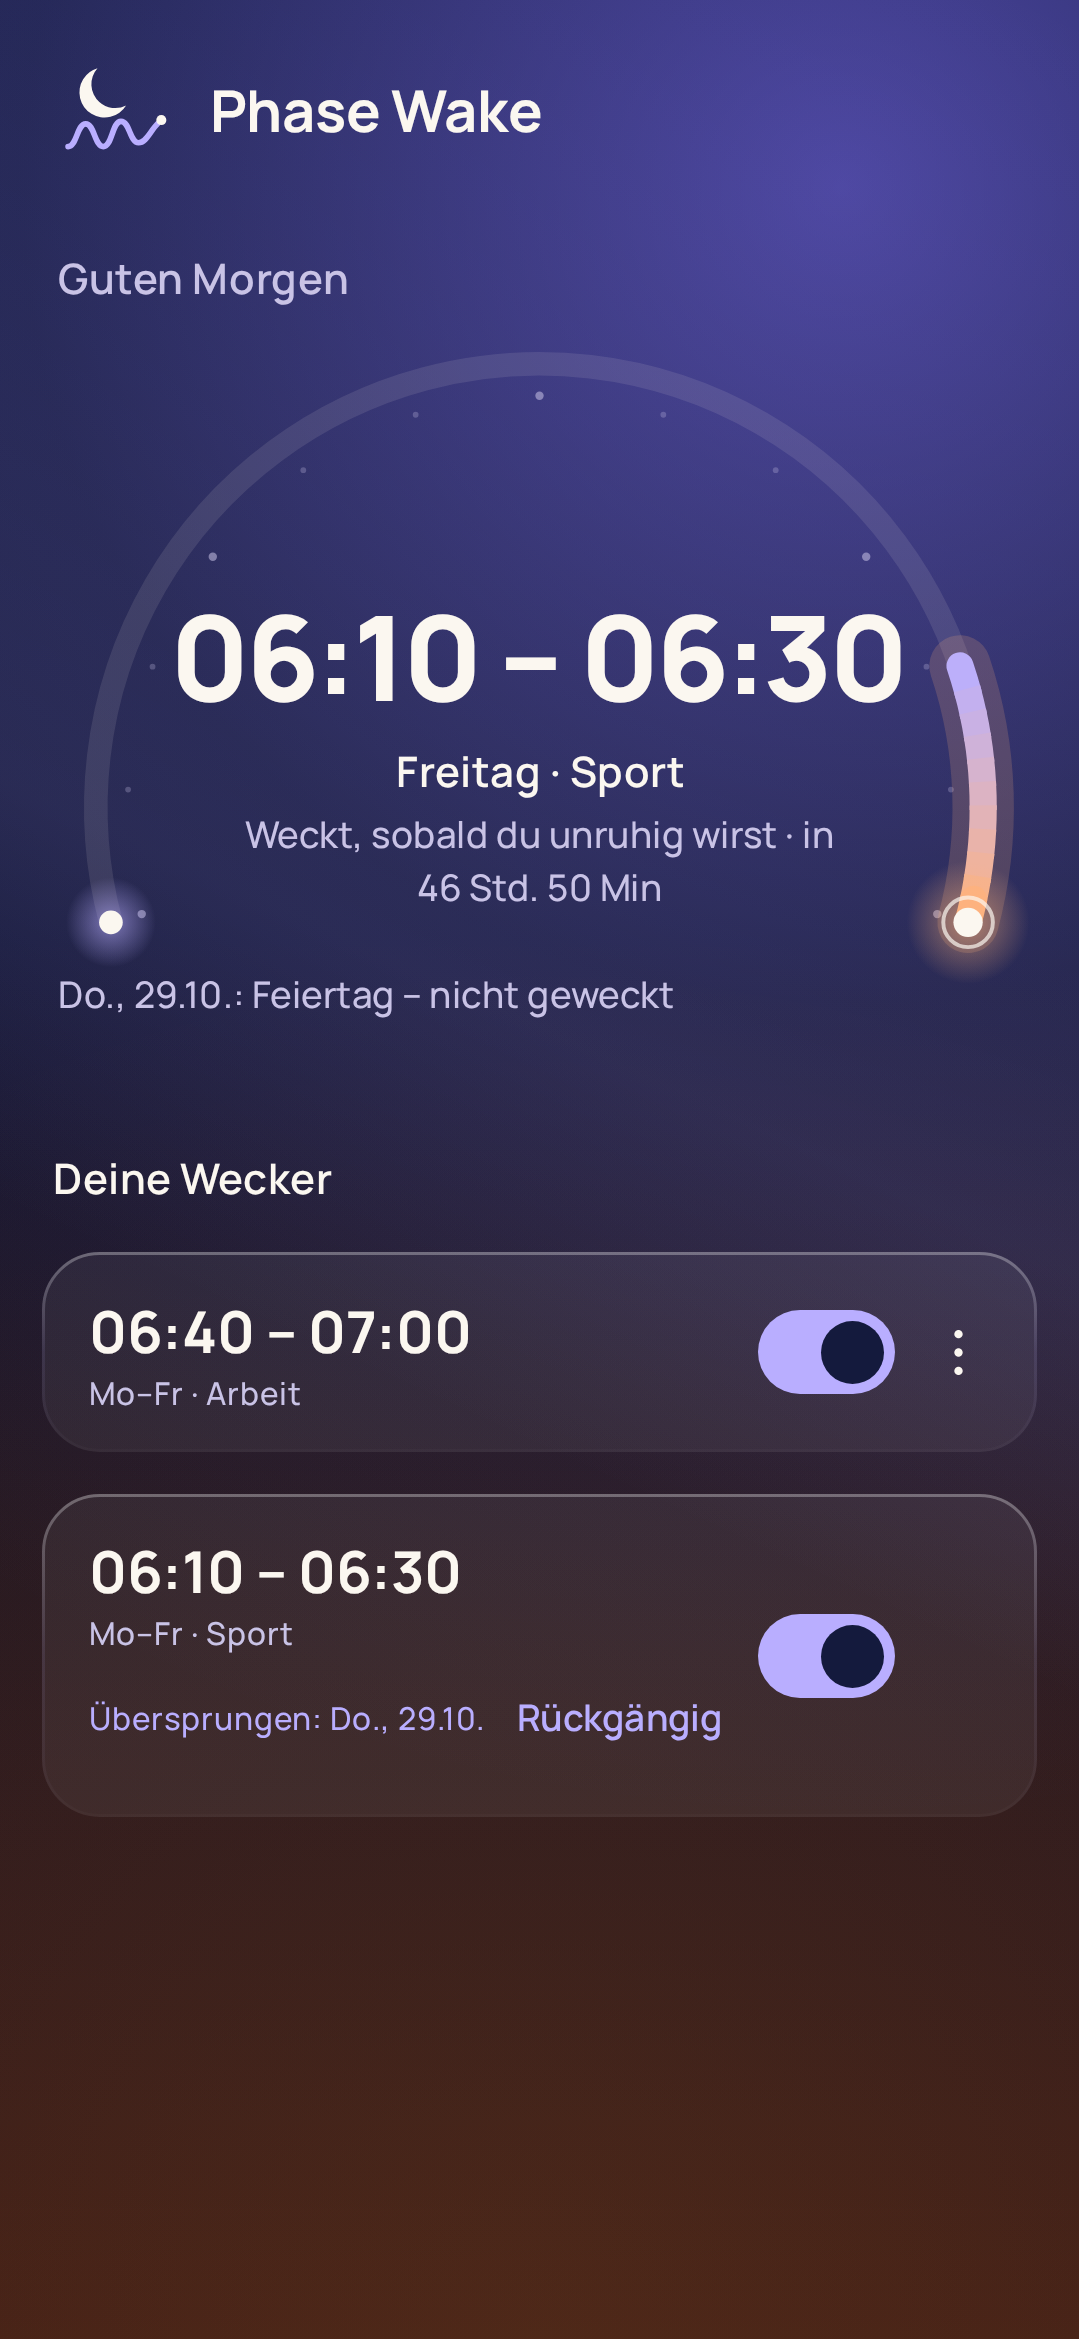 Phase Wake
Guten Morgen
06:10 – 06:30
Freitag · Sport
Weckt, sobald du unruhig wirst · in
46 Std. 50 Min
Do., 29.10.: Feiertag – nicht geweckt
Deine Wecker
06:40 – 07:00
Mo–Fr · Arbeit
06:10 – 06:30
Mo–Fr · Sport
Übersprungen: Do., 29.10. Rückgängig